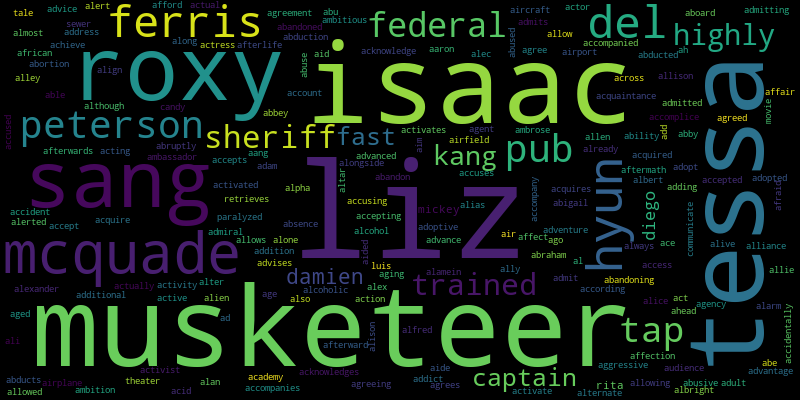 tale advice alert afford actual abandoned abu agreement ambitious aircraft actor admitting
sewer ferris federal admits del aboard
almost address actress afterlife acknowledge aaron alec agree allow accompanied highly
african achieve along abduction abused airport abducted ah
abortion roxy isaac across allison affair
alley align abuse aid acquaintance admitted tessa
able candy account accomplice movie
although abbey activates agent ambrose add agreed
accused peterson sheriff fast airfield allen ability abby
afterwards acting abruptly aim pub already
ambassador accepts aang alongside advanced kang acquired aftermath adopt
sang activated adam alpha altar abandon accuses hyun albert adding accepted adopted afraid
liz accompany acquires abigail
retrieves accusing mickey alias diego communicate
accident acquire paralyzed absence accepting adoptive adventure
alerted accept admiral alcohol always ace alive alliance
mcquade allows alone advance air affect ago
addition aided abraham al access allie
advises luis alamein ally admit
alexander actually activity alter damien aging trained abandoning according
additional active alien alcoholic alex alice act agency alarm
aged musketeer age also action ahead accidentally
ad alfred tap
ali afterward alison affection abe
activist acknowledges aide aggressive audience advantage
abducts theater academy addict captain allowing
airplane alan agreeing agrees rita abusive adult
allowed ambition acid accompanies activate alternate albright